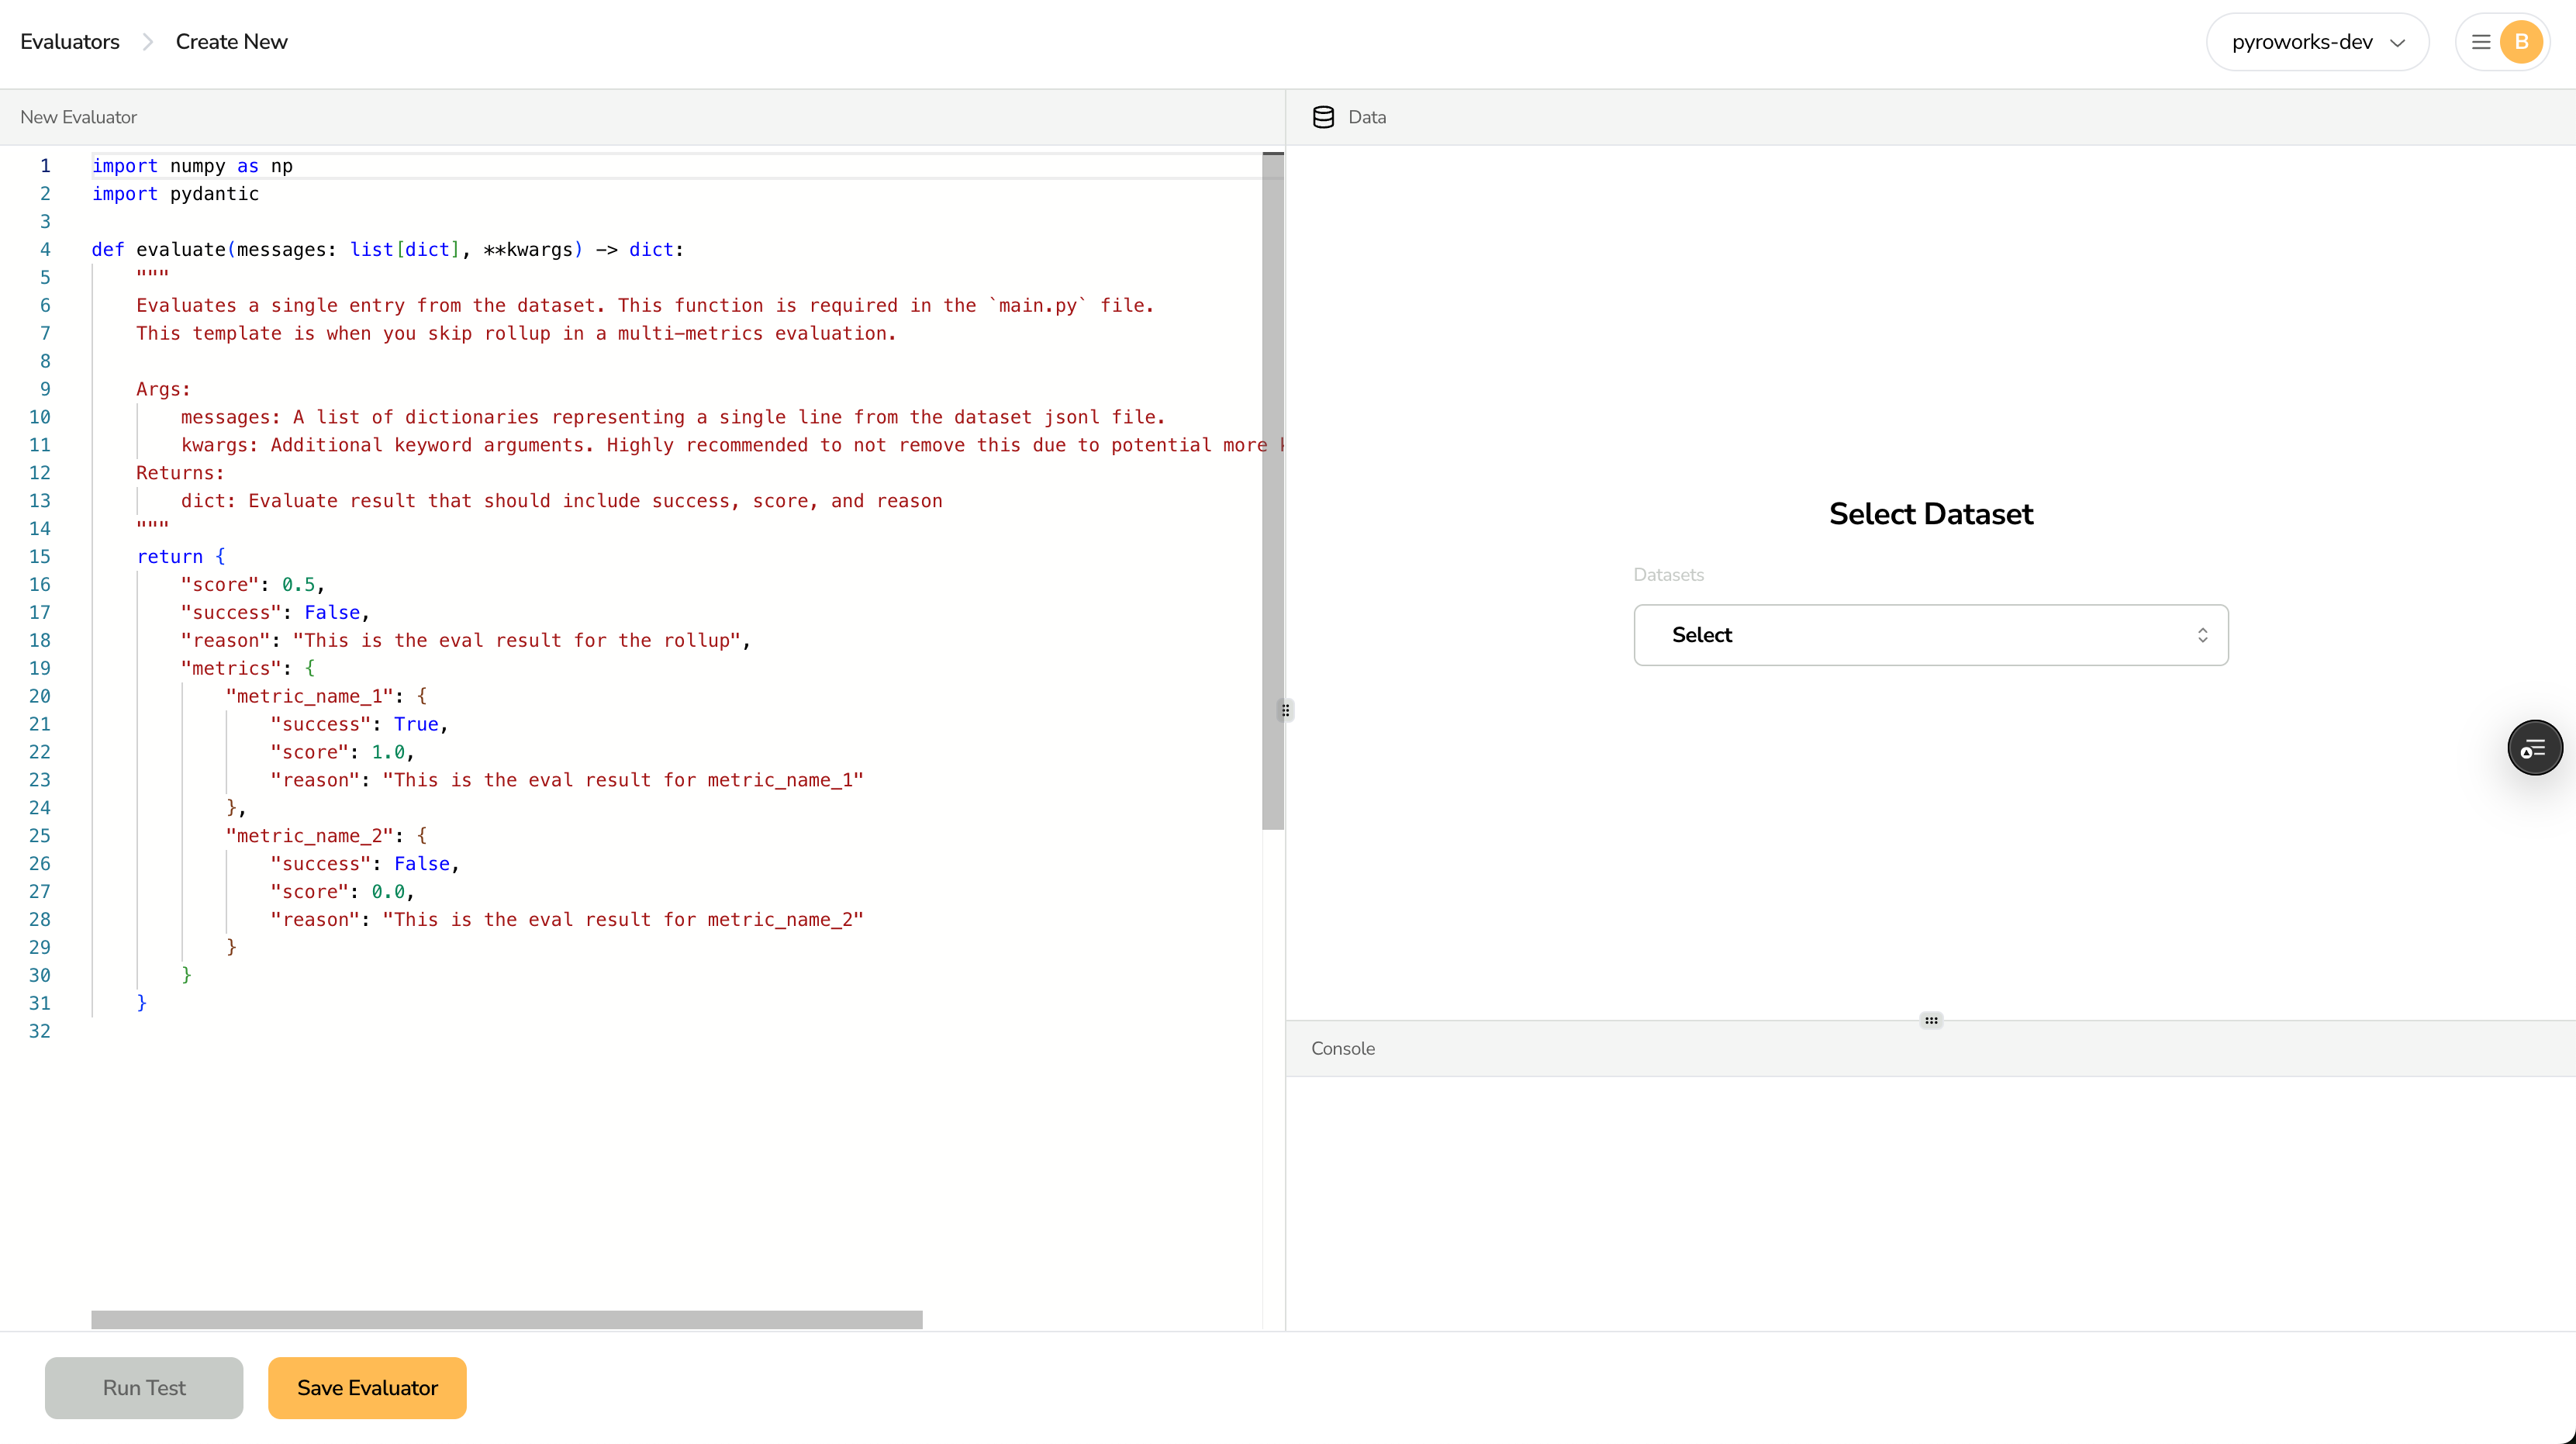 Evaluators > Create New
pyroworks-dev
B
New Evaluator
1 import numpy as np
2 import pydantic
3
4 def evaluate(messages: list[dict], **kwargs) -> dict:
5     """
6     Evaluates a single entry from the dataset. This function is required in the `main.py` file.
7     This template is when you skip rollup in a multi-metrics evaluation.
8
9     Args:
10         messages: A list of dictionaries representing a single line from the dataset jsonl file.
11         kwargs: Additional keyword arguments. Highly recommended to not remove this due to potential more
12     Returns:
13         dict: Evaluate result that should include success, score, and reason
14     """
15     return {
16         "score": 0.5,
17         "success": False,
18         "reason": "This is the eval result for the rollup",
19         "metrics": {
20             "metric_name_1": {
21                 "success": True,
22                 "score": 1.0,
23                 "reason": "This is the eval result for metric_name_1"
24             },
25             "metric_name_2": {
26                 "success": False,
27                 "score": 0.0,
28                 "reason": "This is the eval result for metric_name_2"
29             }
30         }
31     }
32
Data
Select Dataset
Datasets
Select
Console
Run Test
Save Evaluator